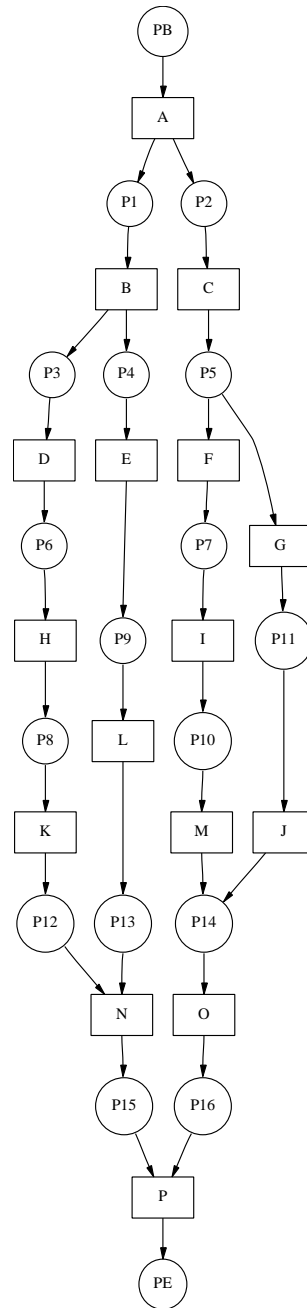 PB
A
P1 P2
B C
P3 P4 P5
D E F
G
P6 P7
H P9 I P11
P8 L P10
K M J
P12 P13 P14
N O
P15 P16
P
PE